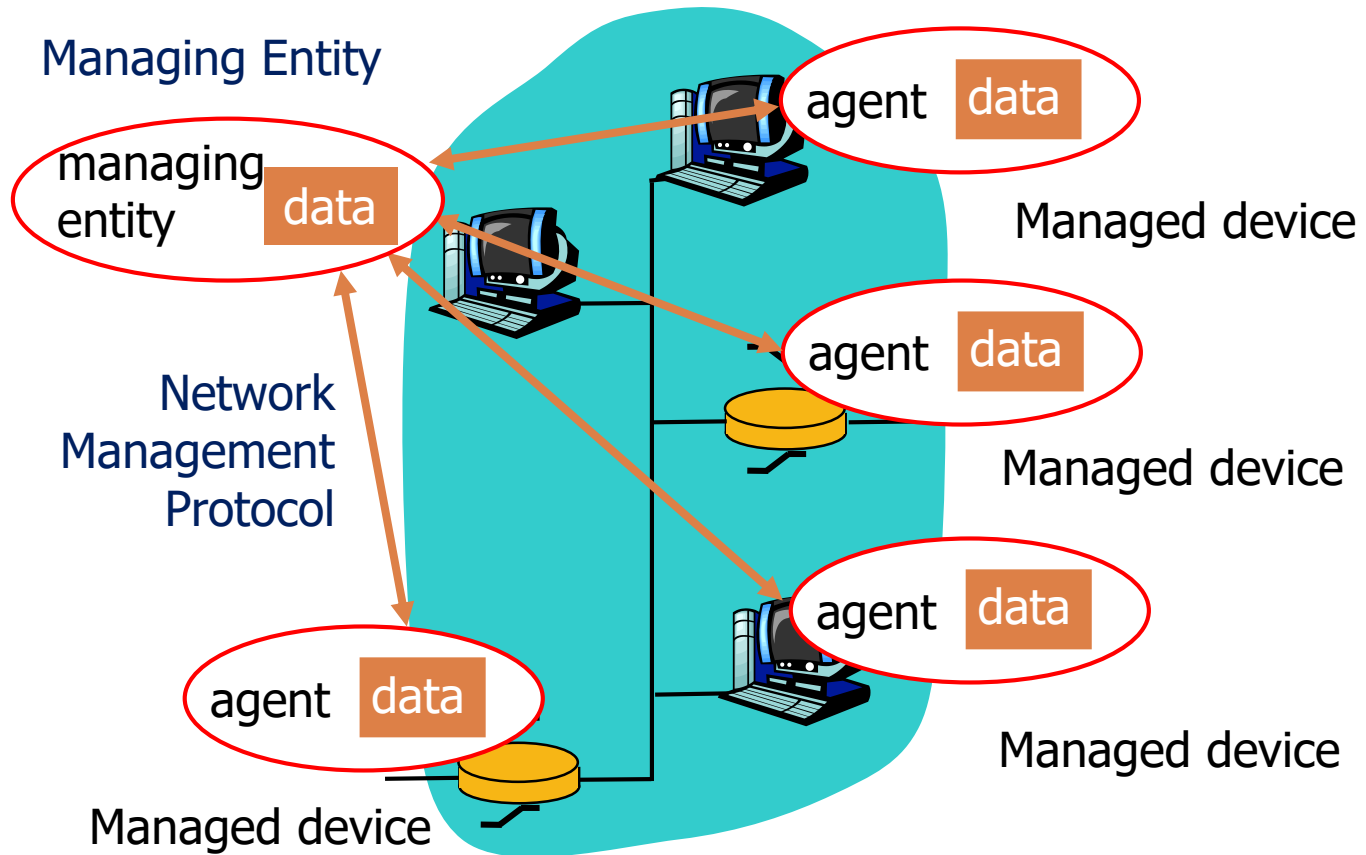 Managing Entity
managing
entity
data
agent data
Managed device
agent data
Managed device
Network
Management
Protocol
agent data
Managed device
agent data
Managed device